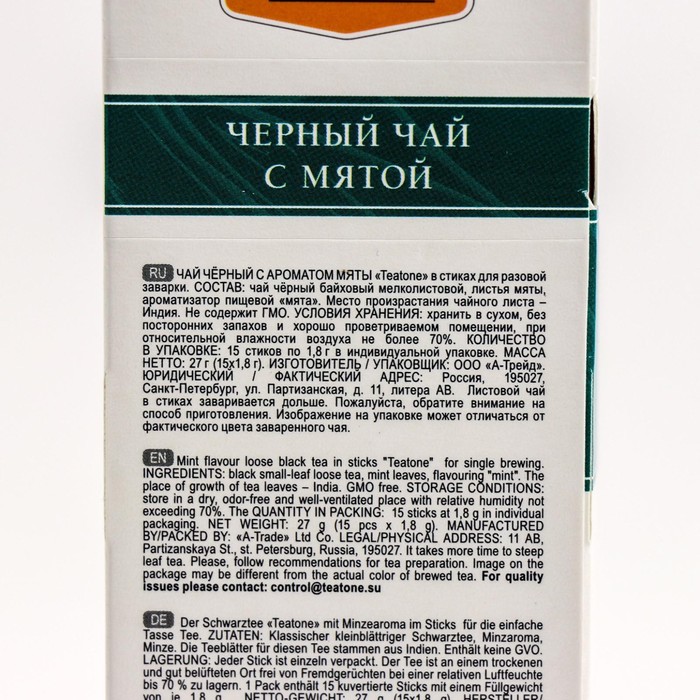 ЧЕРНЫЙ ЧАЙ
С МЯТОЙ
RU ЧАЙ ЧЁРНЫЙ С АРОМАТОМ МЯТЫ «Teatone» в стиках для разовой
заварки. СОСТАВ: чай чёрный байховый мелколистовой, листья мяты,
ароматизатор пищевой «мята». Место произрастания чайного листа –
Индия. Не содержит ГМО. УСЛОВИЯ ХРАНЕНИЯ: хранить в сухом, без
посторонних запахов и хорошо проветриваемом помещении, при
относительной влажности воздуха не более 70%. КОЛИЧЕСТВО
В УПАКОВКЕ: 15 стиков по 1,8 г в индивидуальной упаковке. МАССА
НЕТТО: 27 г (15х1,8 г). ИЗГОТОВИТЕЛЬ / УПАКОВЩИК: ООО «А-Трейд».
ЮРИДИЧЕСКИЙ / ФАКТИЧЕСКИЙ АДРЕС: Россия, 195027,
Санкт-Петербург, ул. Партизанская, д. 11, литера АВ. Листовой чай
в стиках заваривается дольше. Пожалуйста, обратите внимание на
способ приготовления. Изображение на упаковке может отличаться от
фактического цвета заваренного чая.
EN Mint flavour loose black tea in sticks "Teatone" for single brewing.
INGREDIENTS: black small-leaf loose tea, mint leaves, flavouring "mint". The
place of growth of tea leaves – India. GMO free. STORAGE CONDITIONS:
store in a dry, odor-free and well-ventilated place with relative humidity not
exceeding 70%. The QUANTITY IN PACKING: 15 sticks at 1,8 g in individual
packaging. NET WEIGHT: 27 g (15 pcs x 1,8 g). MANUFACTURED
BY/PACKED BY: «A-Trade» Ltd Co. LEGAL/PHYSICAL ADDRESS: 11 AB,
Partizanskaya St., st. Petersburg, Russia, 195027. It takes more time to steep
leaf tea. Please, follow recommendations for tea preparation. Image on the
package may be different from the actual color of brewed tea. For quality
issues please contact: control@teatone.su
DE Der Schwarztee «Teatone» mit Minzearoma im Sticks für die einfache
Tasse Tee. ZUTATEN: Klassischer kleinblättriger Schwarztee, Minzaroma,
Minze. Die Teeblätter für diesen Tee stammen aus Indien. Enthält keine GVO.
LAGERUNG: Jeder Stick ist einzeln verpackt. Der Tee ist an einem trockenen
und gut belüfteten Ort frei von Fremdgerüchten bei einer relativen Luftfeuchte
bis 70 % zu lagern. 1 Pack enthält 15 kuvertierte Sticks mit einem Füllgewicht
von je 1,8 g. NETTO-GEWICHT: 27 g (15x1,8 g). HERSTELLER/